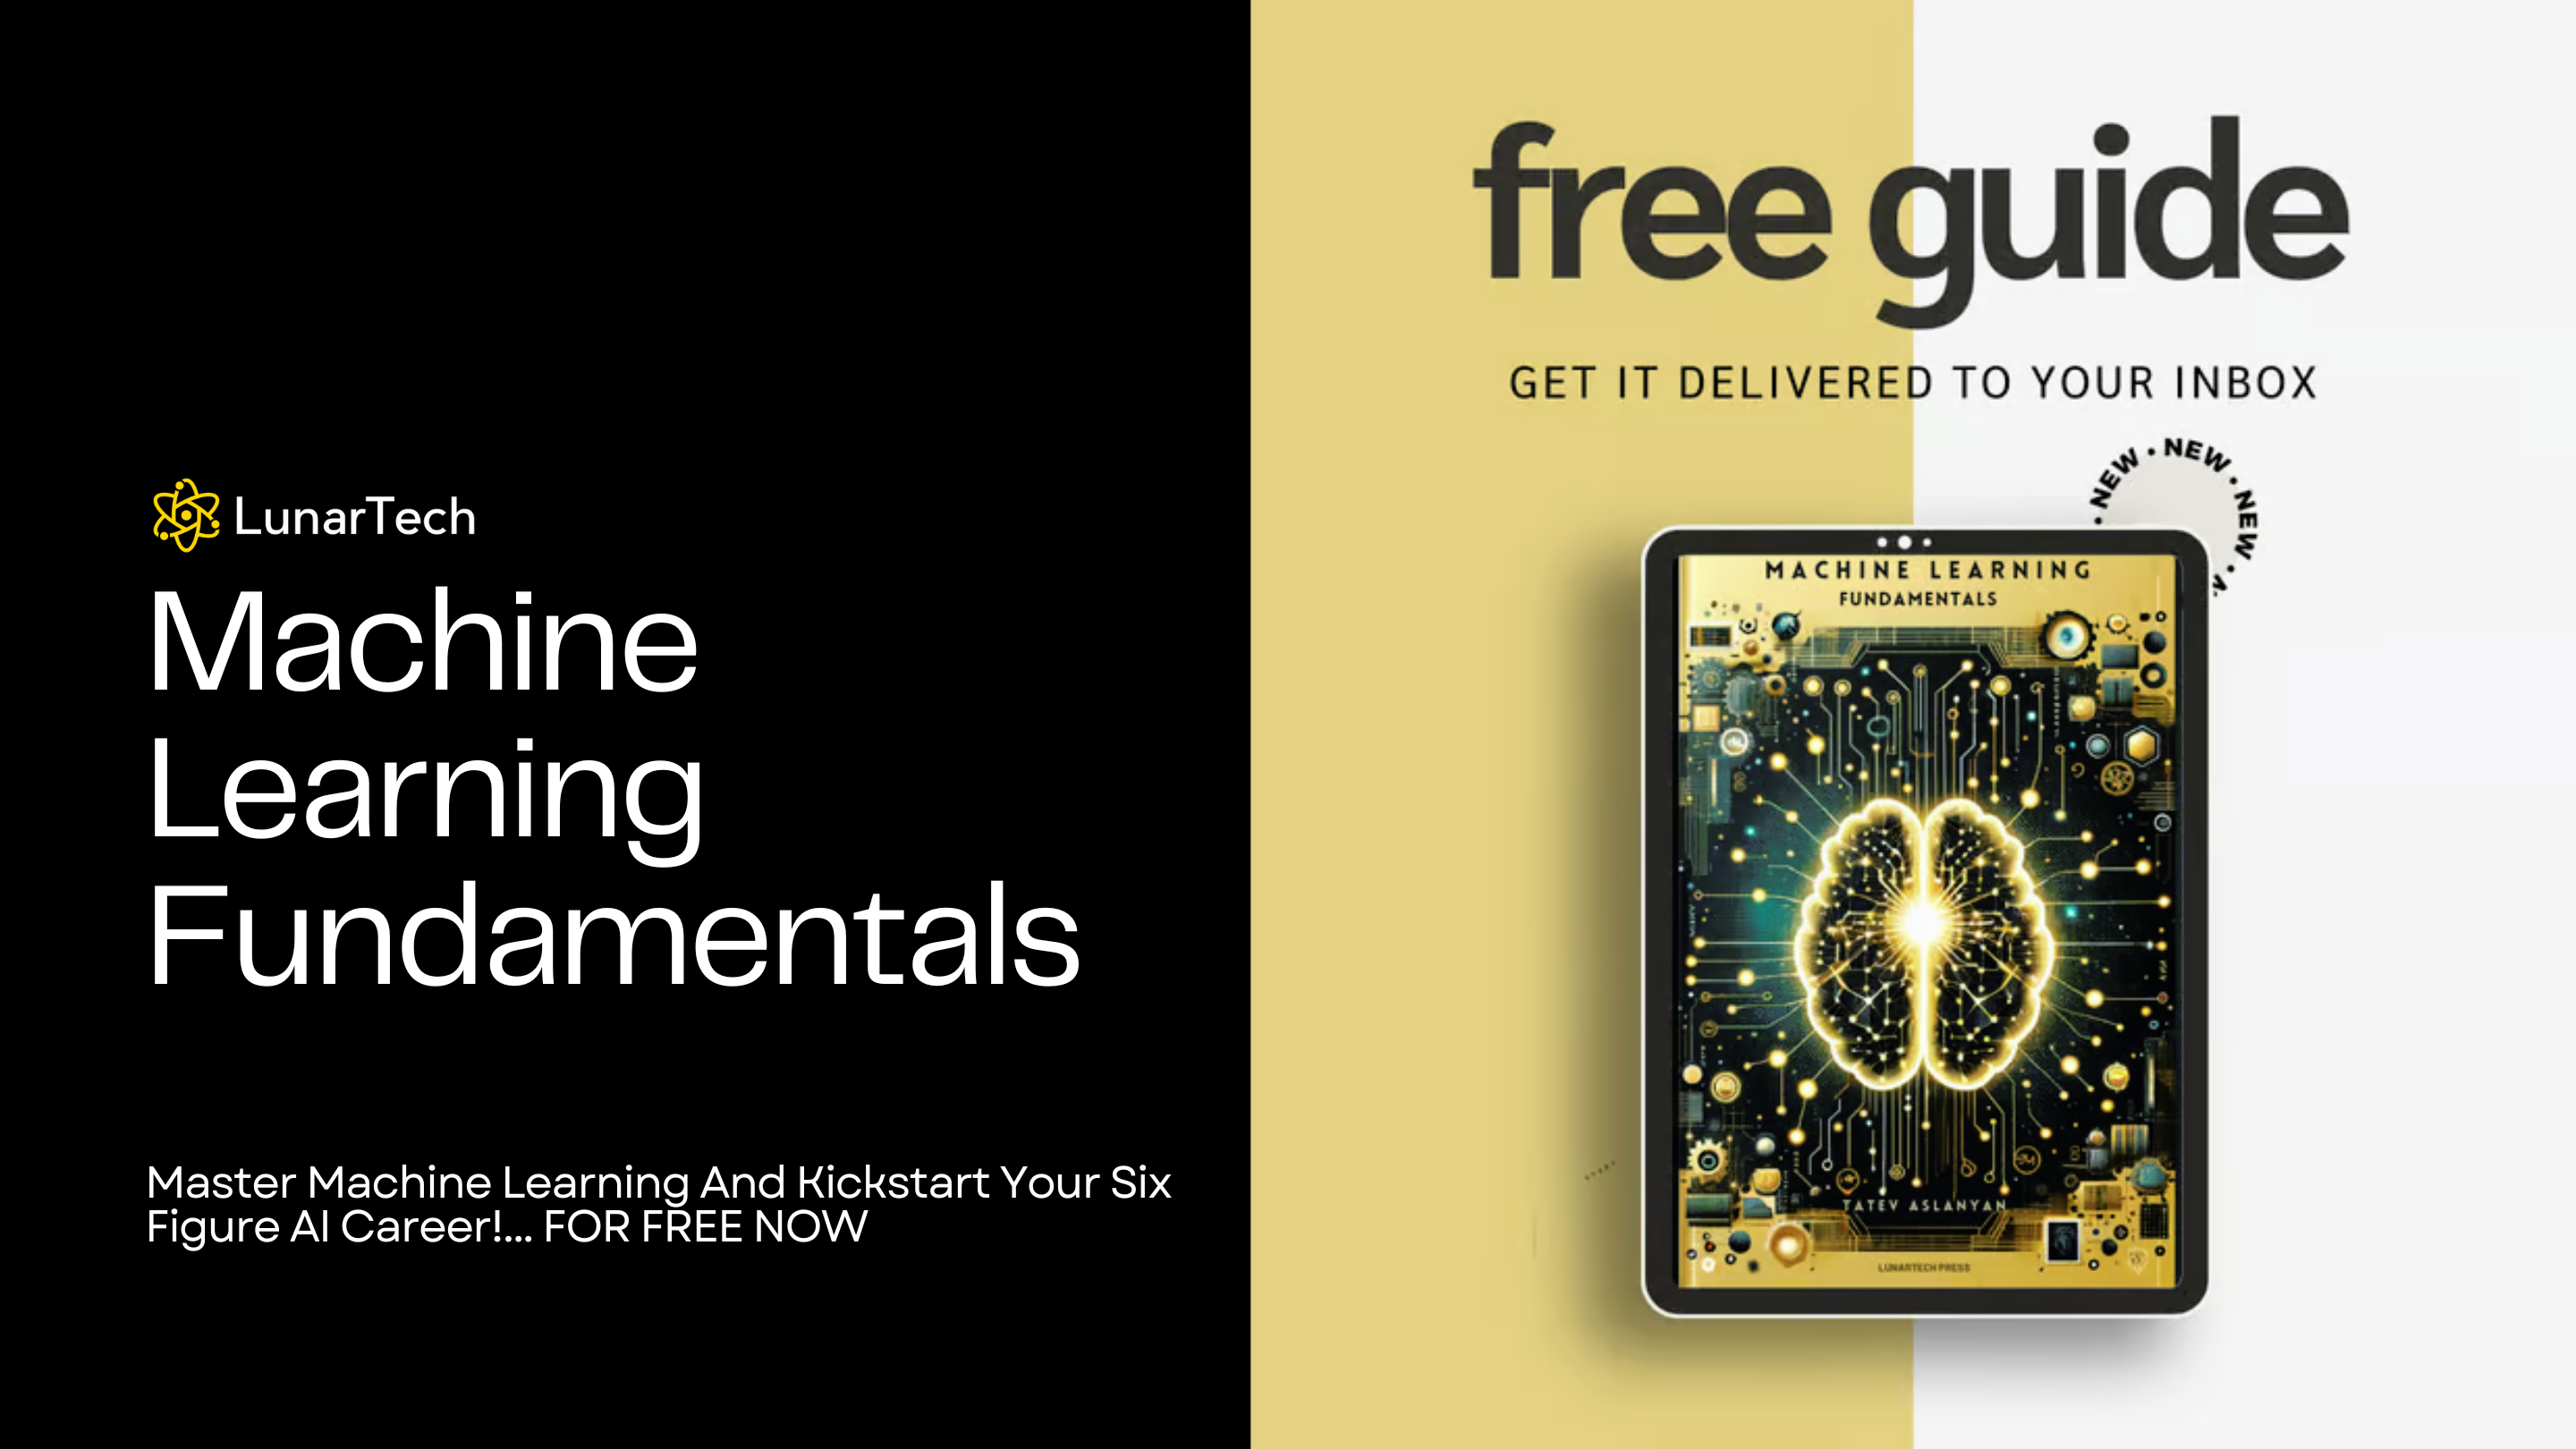 LunarTech
Machine
Learning
Fundamentals
Master Machine Learning And Kickstart Your Six
Figure AI Career!... FOR FREE NOW
free guide
GET IT DELIVERED TO YOUR INBOX
• NEW • NEW • NEW •
MACHINE LEARNING
FUNDAMENTALS
TATEV ASLANYAN
LUNARTECH PRESS